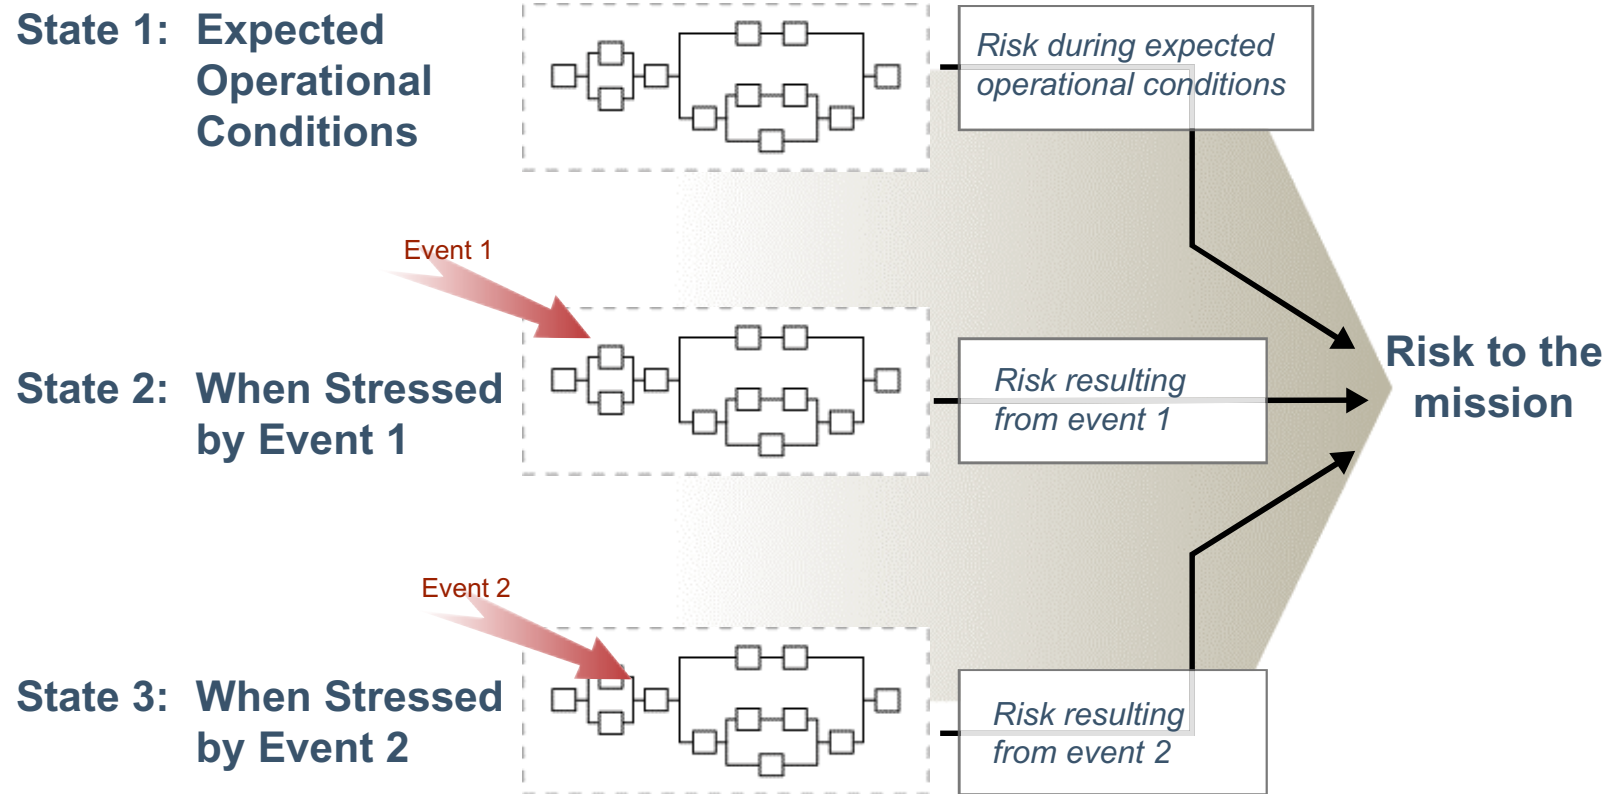 State 1: Expected
Operational
Conditions
Risk during expected
operational conditions
Event 1
State 2: When Stressed
by Event 1
Risk resulting
from event 1
Risk to the
mission
Event 2
State 3: When Stressed
by Event 2
Risk resulting
from event 2